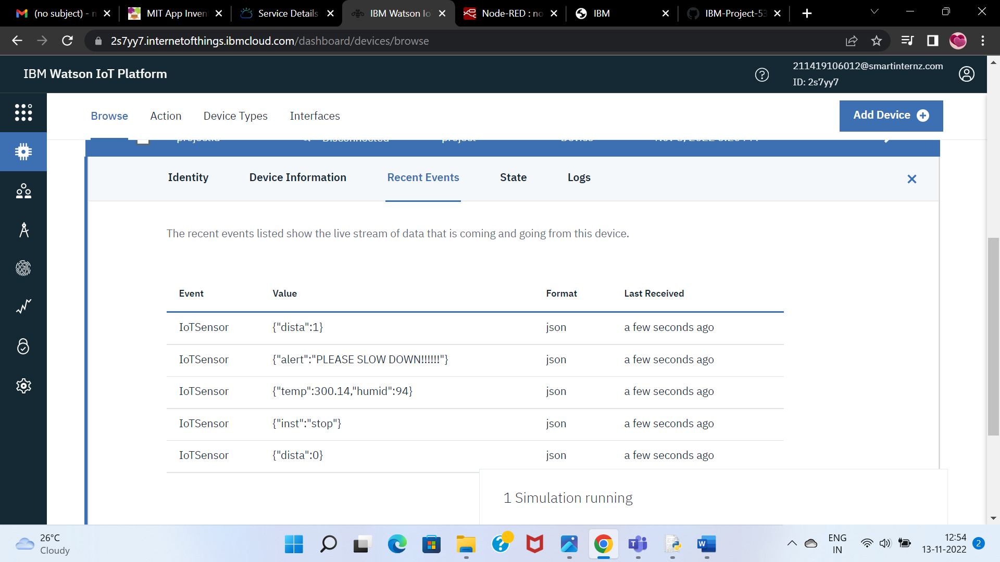 (no subject) - n
MIT App Inven
Service Details
IBM Watson Io
Node-RED : no
IBM
IBM-Project-53
2s7yy7.internetofthings.ibmcloud.com/dashboard/devices/browse
IBM Watson IoT Platform
211419106012@smartinternz.com
ID: 2s7yy7
Browse Action Device Types Interfaces
Add Device
projectid Disconnected project Device
Identity Device Information Recent Events State Logs
The recent events listed show the live stream of data that is coming and going from this device.
Event Value Format Last Received
IoTSensor {"dista":1} json a few seconds ago
IoTSensor {"alert":"PLEASE SLOW DOWN!!!!!!"} json a few seconds ago
IoTSensor {"temp":300.14,"humid":94} json a few seconds ago
IoTSensor {"inst":"stop"} json a few seconds ago
IoTSensor {"dista":0} json a few seconds ago
1 Simulation running
26°C
Cloudy
ENG
IN
12:54
13-11-2022
2